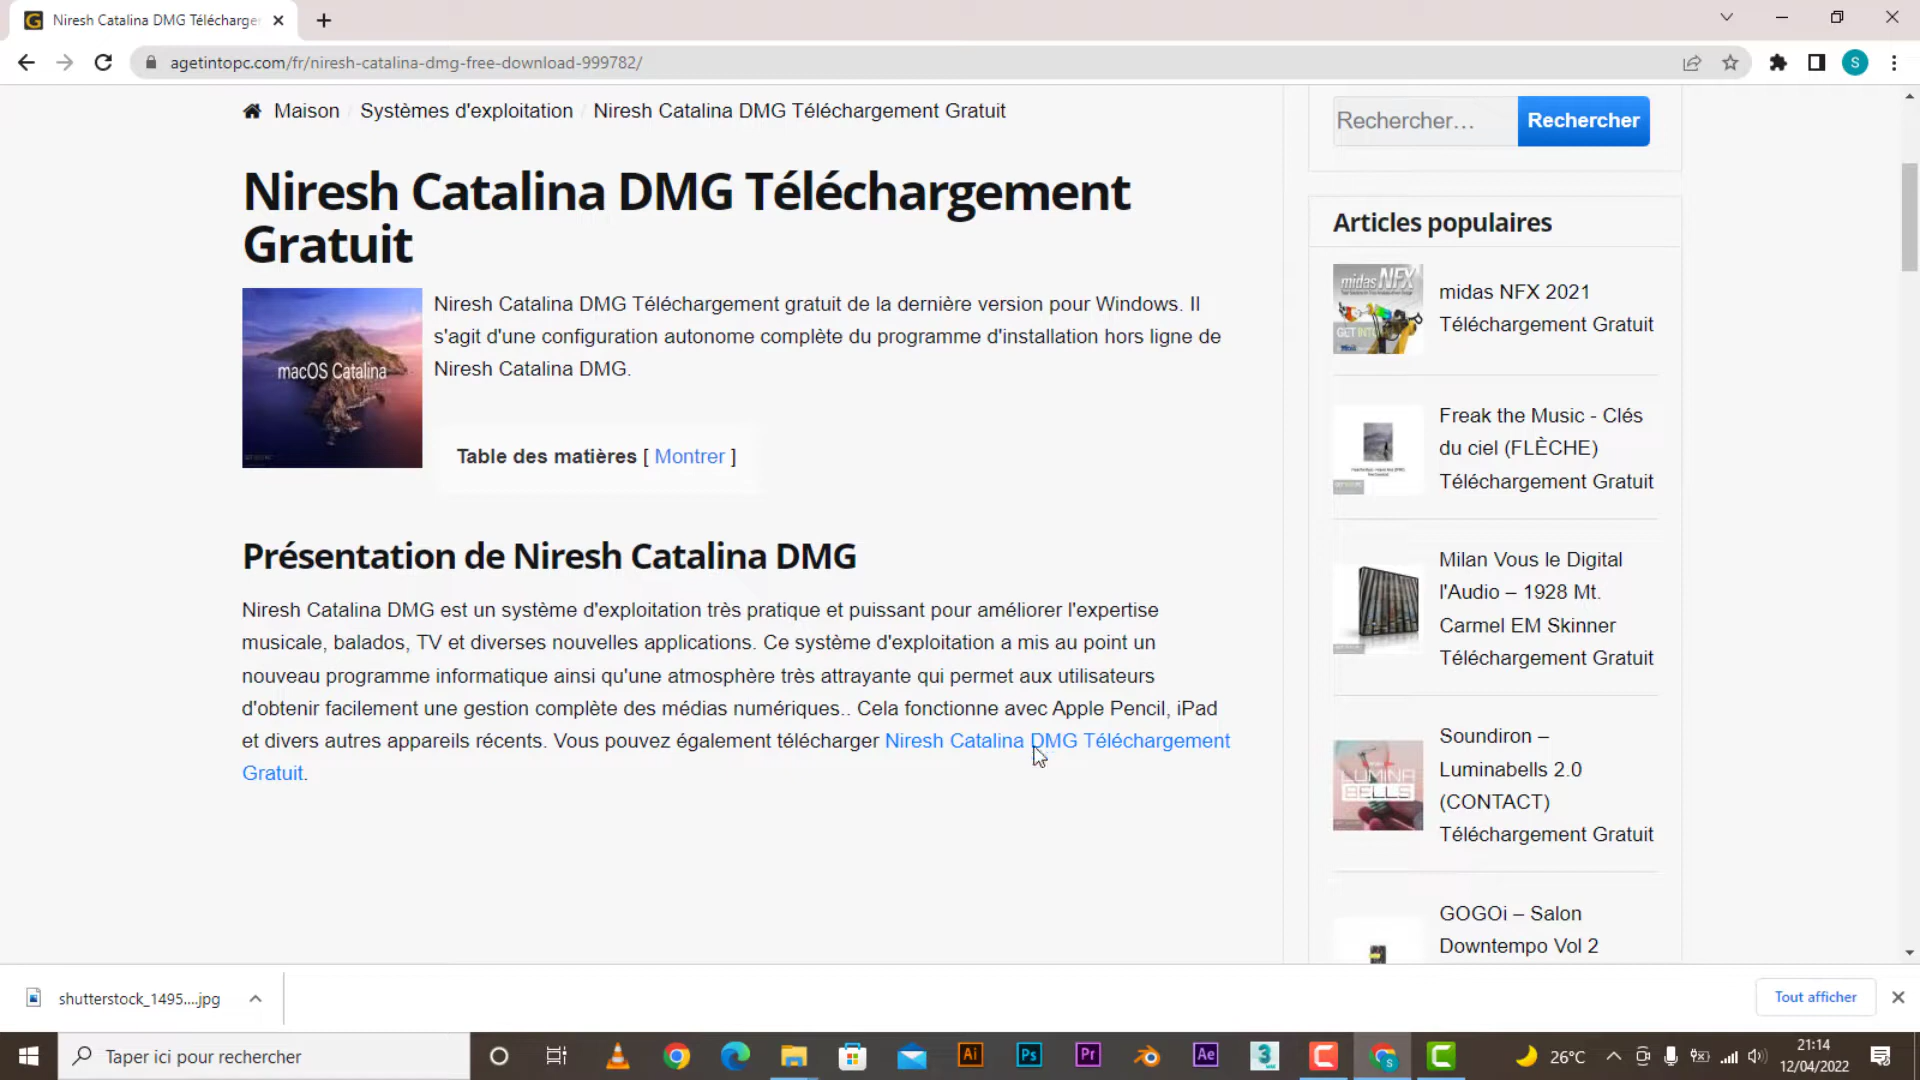 Niresh Catalina DMG Télécharge
agetintopc.com/fr/niresh-catalina-dmg-free-download-999782/
S
Maison / Systèmes d'exploitation / Niresh Catalina DMG Téléchargement Gratuit
Niresh Catalina DMG Téléchargement
Gratuit
macOS Catalina
Niresh Catalina DMG Téléchargement gratuit de la dernière version pour Windows. Il
s'agit d'une configuration autonome complète du programme d'installation hors ligne de
Niresh Catalina DMG.
Table des matières [ Montrer ]
Présentation de Niresh Catalina DMG
Niresh Catalina DMG est un système d'exploitation très pratique et puissant pour améliorer l'expertise
musicale, balados, TV et diverses nouvelles applications. Ce système d'exploitation a mis au point un
nouveau programme informatique ainsi qu'une atmosphère très attrayante qui permet aux utilisateurs
d'obtenir facilement une gestion complète des médias numériques.. Cela fonctionne avec Apple Pencil, iPad
et divers autres appareils récents. Vous pouvez également télécharger Niresh Catalina DMG Téléchargement
Gratuit.
Rechercher…
Rechercher
Articles populaires
midas NFX
midas NFX 2021
Téléchargement Gratuit
Freak the Music - Clés
du ciel (FLÈCHE)
Téléchargement Gratuit
Milan Vous le Digital
l'Audio – 1928 Mt.
Carmel EM Skinner
Téléchargement Gratuit
LUMINA
BELLS
Soundiron –
Luminabells 2.0
(CONTACT)
Téléchargement Gratuit
GOGOi – Salon
Downtempo Vol 2
shutterstock_1495....jpg
Tout afficher
Taper ici pour rechercher
Ai
Ps
Pr
Ae
3
26°C
21:14
12/04/2022